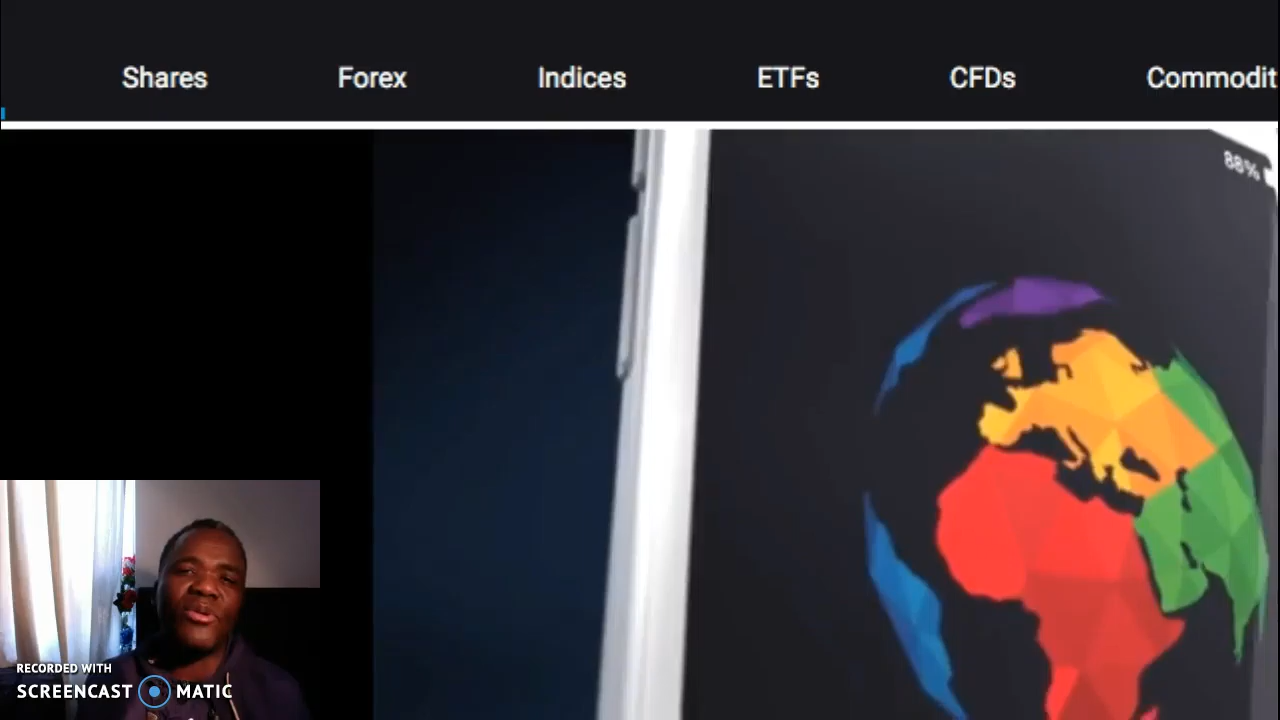 Shares Forex Indices ETFs CFDs Commodit
88%
RECORDED WITH
SCREENCAST MATIC